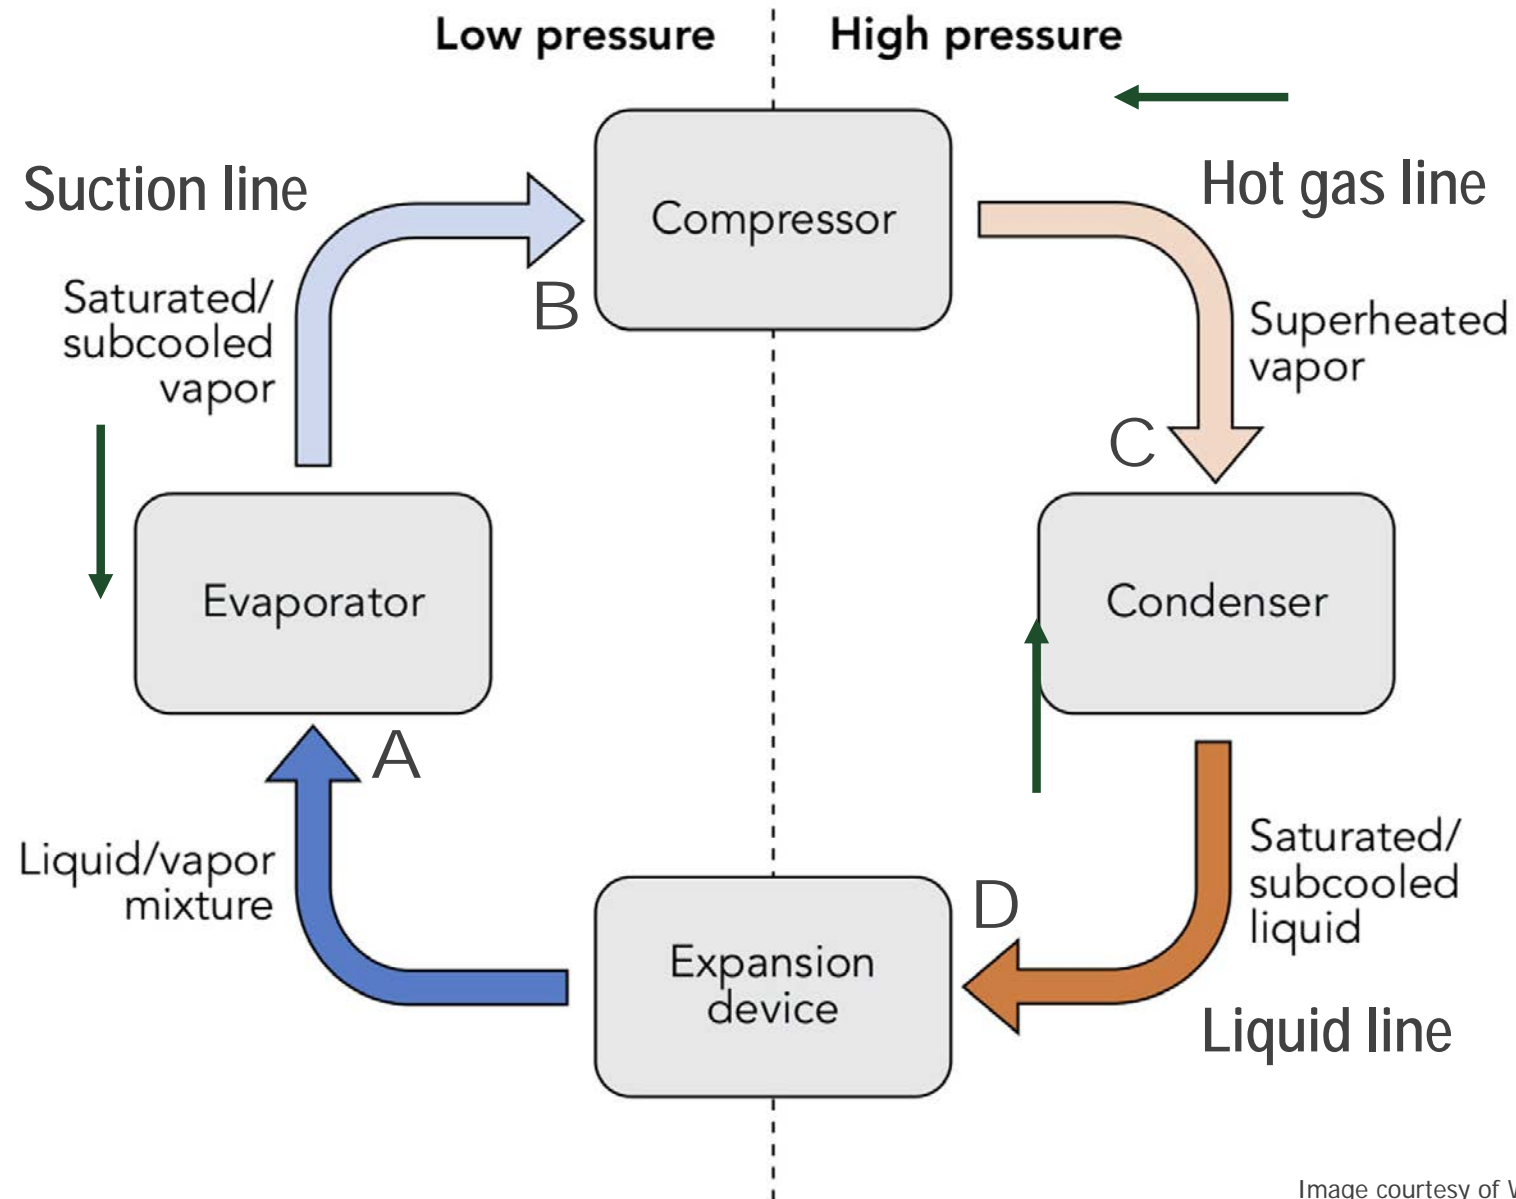 Low pressure
High pressure
Suction line
Compressor
Hot gas line
Saturated/
subcooled
vapor
B
Superheated
vapor
C
Evaporator
Condenser
A
Liquid/vapor
mixture
D
Saturated/
subcooled
liquid
Expansion
device
Liquid line
Image courtesy of